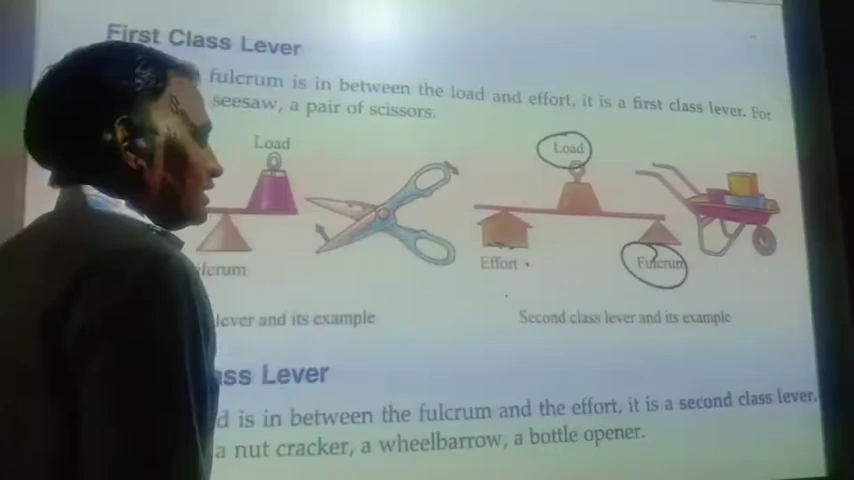 First Class Lever
fulcrum is in between the load and effort, it is a first class lever. For
seesaw, a pair of scissors.
Load
Load
lcrum
Effort
Fulcrum
lever and its example
Second class lever and its example
ass Lever
d is in between the fulcrum and the effort, it is a second class lever.
a nut cracker, a wheelbarrow, a bottle opener.